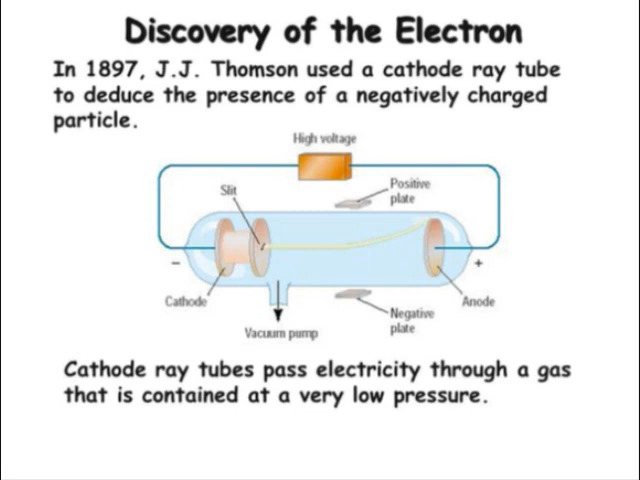 Discovery of the Electron
In 1897, J.J. Thomson used a cathode ray tube
to deduce the presence of a negatively charged
particle.
High voltage
Slit
Positive
plate
−
+
Cathode
Anode
Negative
plate
Vacuum pump
Cathode ray tubes pass electricity through a gas
that is contained at a very low pressure.